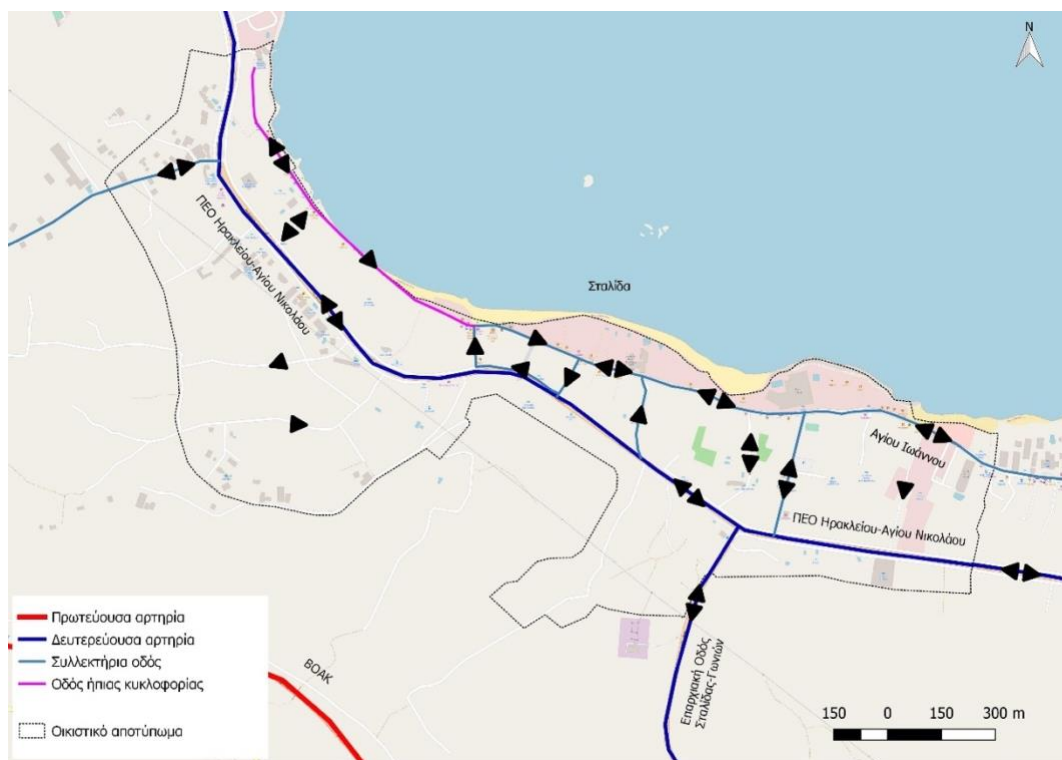 N
ΠΕΟ Ηρακλείου-Αγίου Νικολάου
Σταλίδα
Αγίου Ιωάννου
ΠΕΟ Ηρακλείου-Αγίου Νικολάου
Επαρχιακή Οδός
Σταλίδας-Γωνιών
ΒΟΑΚ
Πρωτεύουσα αρτηρία
Δευτερεύουσα αρτηρία
Συλλεκτήρια οδός
Οδός ήπιας κυκλοφορίας
Οικιστικό αποτύπωμα
150 0 150 300 m